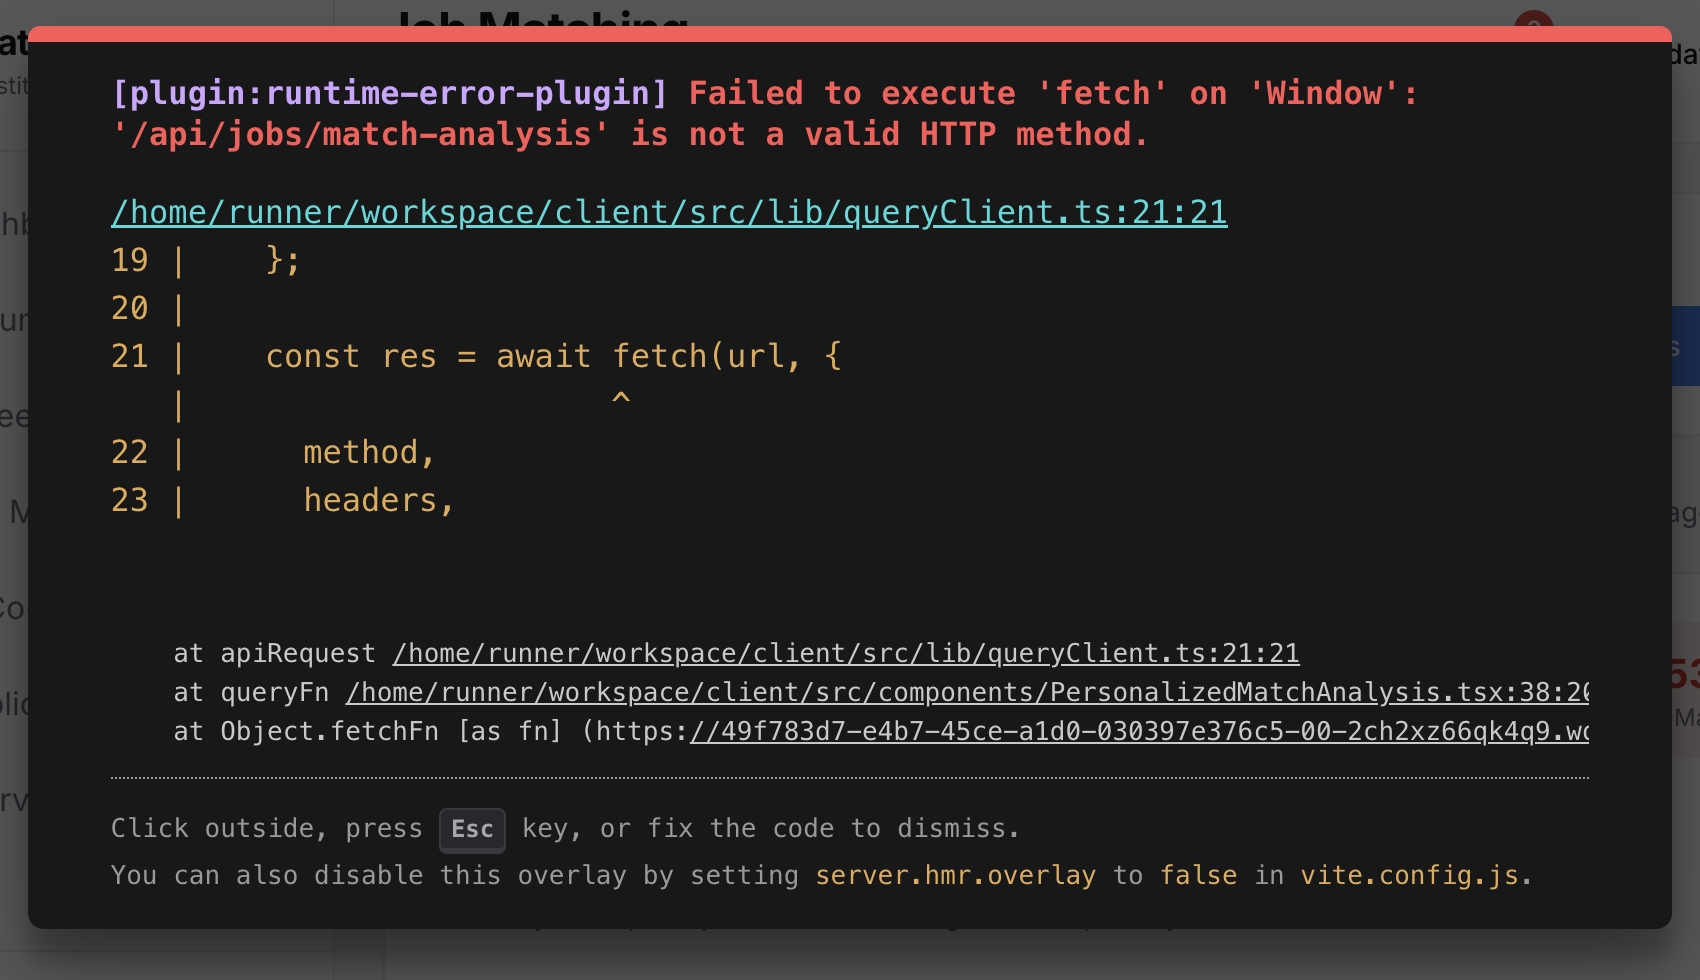 Job Matching
[plugin:runtime-error-plugin] Failed to execute 'fetch' on 'Window':
'/api/jobs/match-analysis' is not a valid HTTP method.
/home/runner/workspace/client/src/lib/queryClient.ts:21:21
19 |    };
20 |
21 |    const res = await fetch(url, {
   |                      ^
22 |      method,
23 |      headers,
at apiRequest /home/runner/workspace/client/src/lib/queryClient.ts:21:21
at queryFn /home/runner/workspace/client/src/components/PersonalizedMatchAnalysis.tsx:38:20
at Object.fetchFn [as fn] (https://49f783d7-e4b7-45ce-a1d0-030397e376c5-00-2ch2xz66qk4q9.wo
Click outside, press Esc key, or fix the code to dismiss.
You can also disable this overlay by setting server.hmr.overlay to false in vite.config.js.